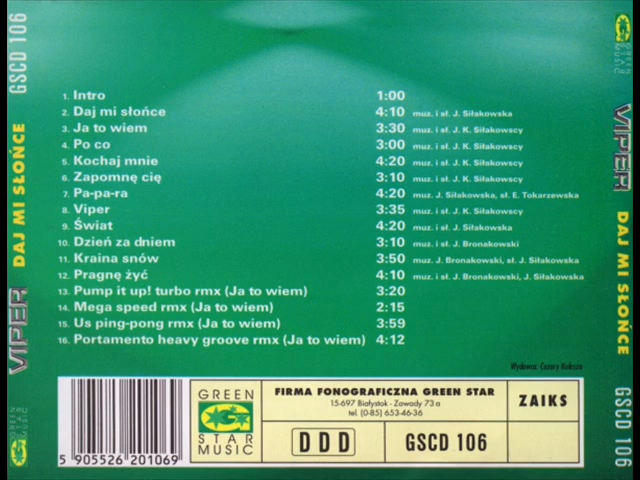 GSCD 106
DAJ MI SŁOŃCE
VIPER
GREEN STAR MUSIC
1. Intro 1:00
2. Daj mi słońce 4:10 muz. i sł. J. Siłakowska
3. Ja to wiem 3:30 muz. i sł. J. K. Siłakowscy
4. Po co 3:00 muz. i sł. J. K. Siłakowscy
5. Kochaj mnie 4:20 muz. i sł. J. K. Siłakowscy
6. Zapomnę cię 3:10 muz. i sł. J. K. Siłakowscy
7. Pa-pa-ra 4:20 muz. J. Siłakowska, sł. E. Tokarzewska
8. Viper 3:35 muz. i sł. J. K. Siłakowscy
9. Świat 4:20 muz. i sł. J. Siłakowska
10. Dzień za dniem 3:10 muz. i sł. J. Bronakowski
11. Kraina snów 3:50 muz. J. Bronakowski, sł. J. Siłakowska
12. Pragnę żyć 4:10 muz. i sł. J. Bronakowski, J. Siłakowska
13. Pump it up! turbo rmx (Ja to wiem) 3:20
14. Mega speed rmx (Ja to wiem) 2:15
15. Us ping-pong rmx (Ja to wiem) 3:59
16. Portamento heavy groove rmx (Ja to wiem) 4:12
Wydawca: Cezary Kulesza
5 905526 201069
GREEN
G
STAR
MUSIC
FIRMA FONOGRAFICZNA GREEN STAR
15-697 Białystok - Zawady 73 a
tel. (0-85) 653-46-36
DDD
GSCD 106
ZAIKS
GREEN STAR MUSIC
VIPER
DAJ MI SŁOŃCE
GSCD 106